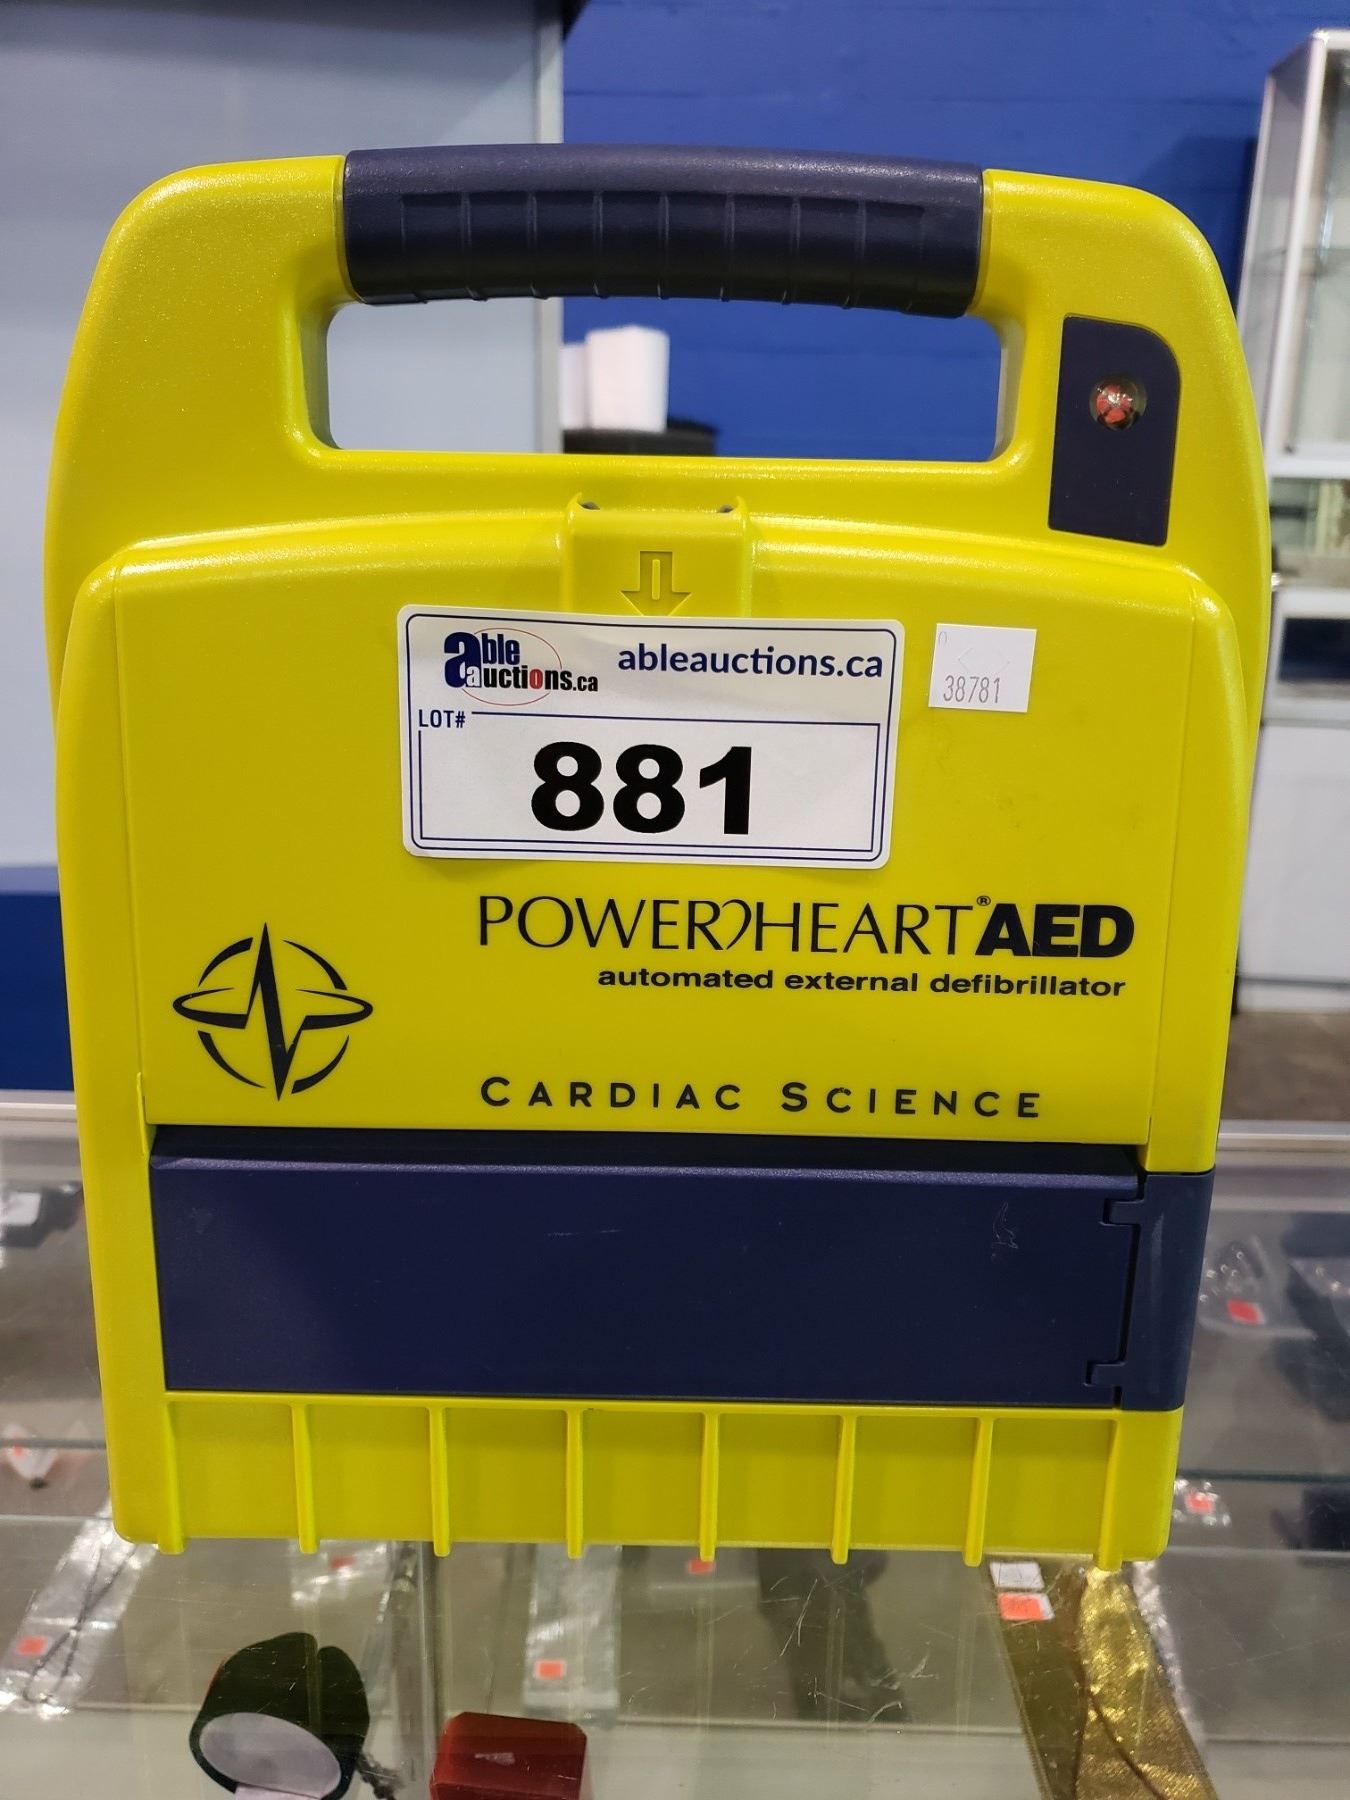 able
auctions.ca
ableauctions.ca
LOT#
881
38781
POWERHEART®AED
automated external defibrillator
CARDIAC SCIENCE